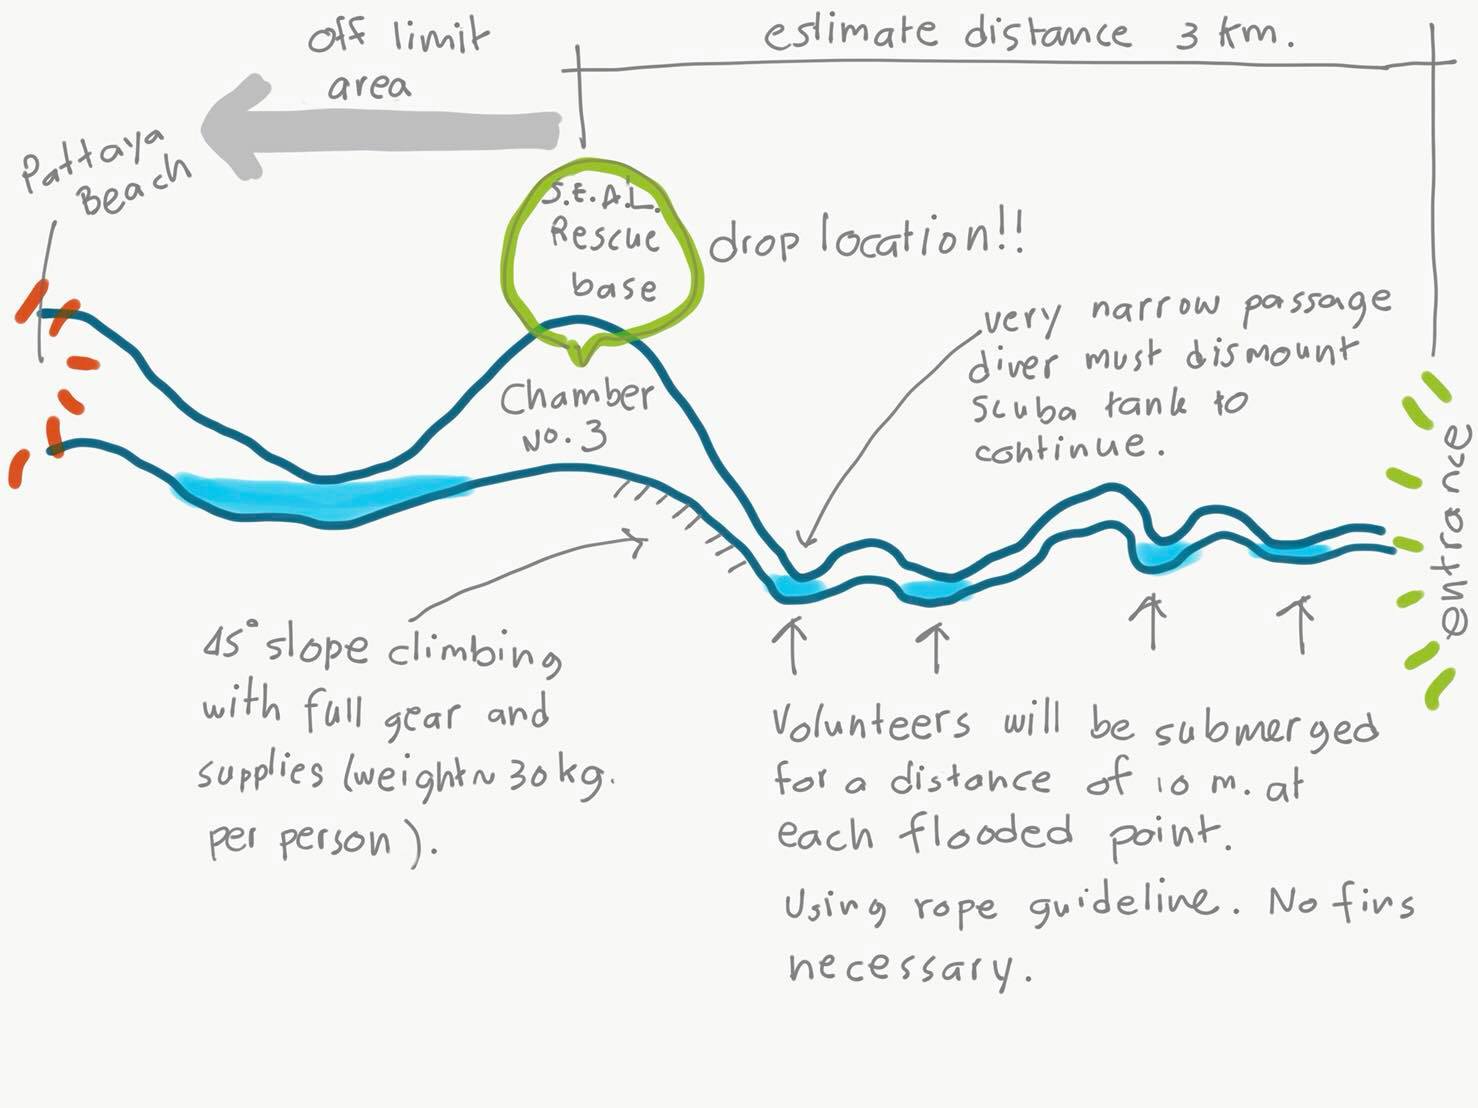 off limit
area
estimate distance 3 km.
Pattaya
Beach
S.E.A.L.
Rescue
base
drop location!!
very narrow passage
diver must dismount
scuba tank to
continue.
Chamber
No. 3
entrance
45° slope climbing
with full gear and
supplies (weight ~ 30 kg.
per person).
Volunteers will be submerged
for a distance of 10 m. at
each flooded point.
Using rope guideline. No fins
necessary.